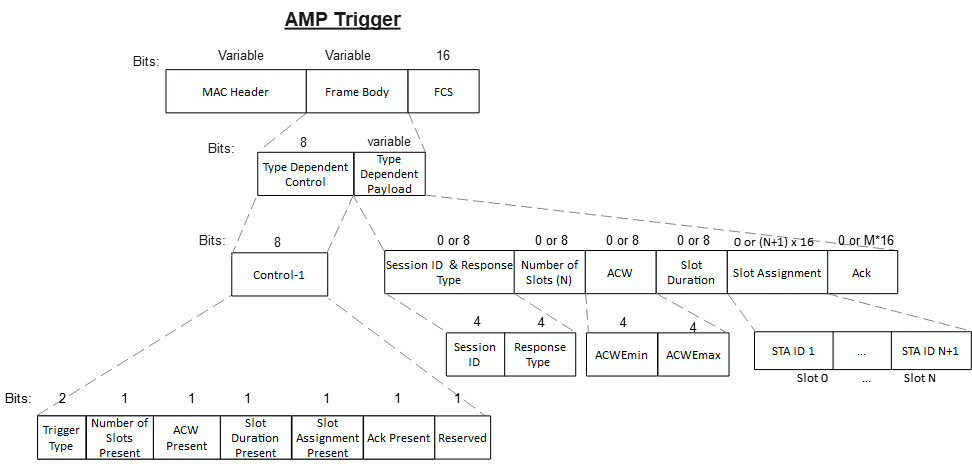 AMP Trigger
Bits: Variable Variable 16
MAC Header Frame Body FCS
Bits: 8 variable
Type Dependent Control
Type Dependent Payload
Bits: 8
Control-1
0 or 8 0 or 8 0 or 8 0 or 8 0 or (N+1) x 16 0 or M*16
Session ID & Response Type
Number of Slots (N)
ACW
Slot Duration
Slot Assignment
Ack
4 4 4 4
Session ID
Response Type
ACWEmin
ACWEmax
STA ID 1 ... STA ID N+1
Slot 0 ... Slot N
Bits: 2 1 1 1 1 1 1
Trigger Type
Number of Slots Present
ACW Present
Slot Duration Present
Slot Assignment Present
Ack Present
Reserved